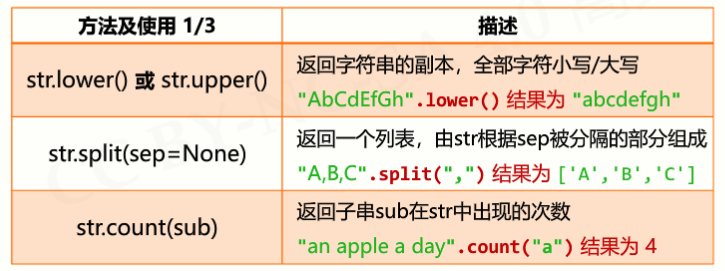 方法及使用 1/3 描述
str.lower() 或 str.upper() 返回字符串的副本，全部字符小写/大写
"AbCdEfGh".lower() 结果为 "abcdefgh"
str.split(sep=None) 返回一个列表，由str根据sep被分隔的部分组成
"A,B,C".split(",") 结果为 ['A','B','C']
str.count(sub) 返回子串sub在str中出现的次数
"an apple a day".count("a") 结果为 4